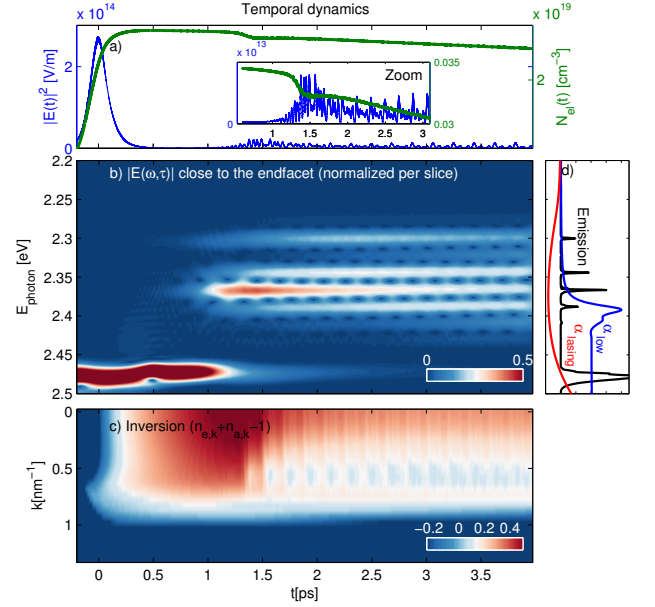 Temporal dynamics
x 10^14
x 10^19
a)
|E(t)|^2 [V/m]
2
0
x 10^13
0.035
Zoom
0
0.03
1 1.5 2 2.5 3
2
N_el(t) [cm^-3]
b) |E(ω,τ)| close to the endfacet (normalized per slice)
E_photon [eV]
2.2
2.3
2.35
2.4
2.47
2.5
0 0.5
d)
Emission
α_low
α_lasing
c) Inversion (n_e,k+n_a,k−1)
k[nm^-1]
0
0.5
1
−0.2 0 0.2 0.4
0 0.5 1 1.5 2 2.5 3 3.5
t[ps]